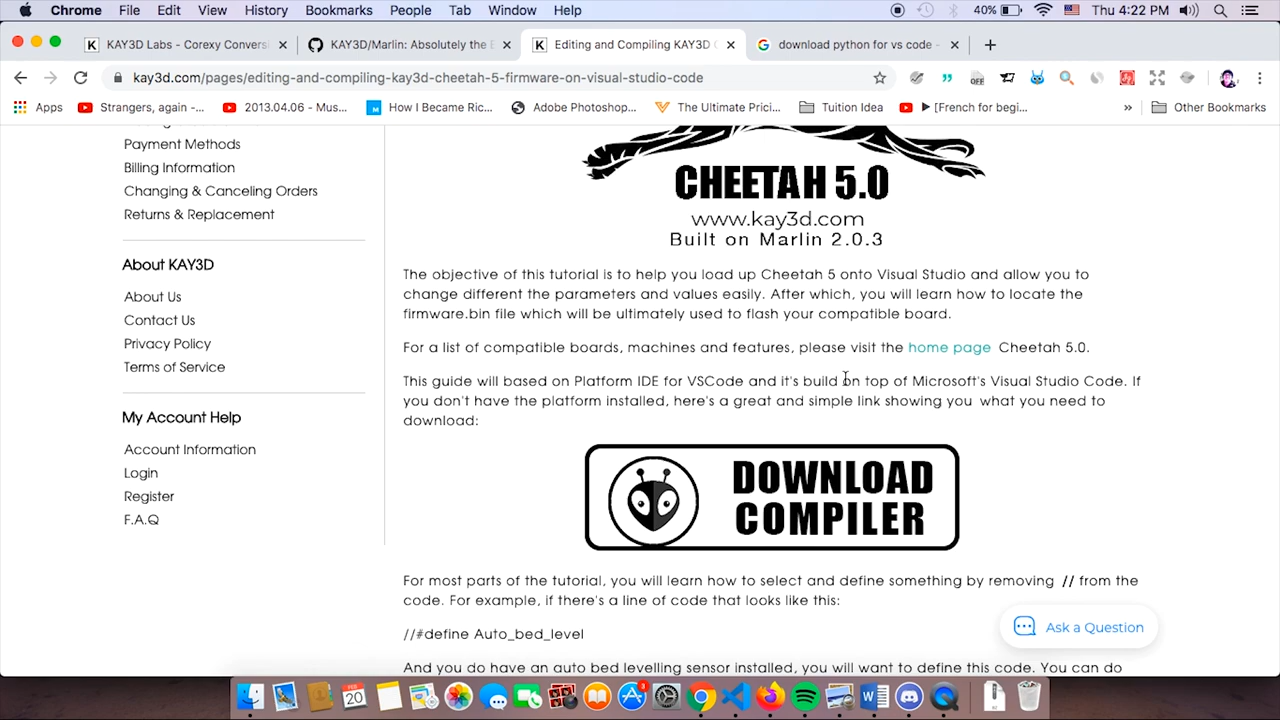 Chrome File Edit View History Bookmarks People Tab Window Help 40% Thu 4:22 PM
KAY3D Labs - Corexy Conversi
KAY3D/Marlin: Absolutely the E
Editing and Compiling KAY3D C
download python for vs code -
kay3d.com/pages/editing-and-compiling-kay3d-cheetah-5-firmware-on-visual-studio-code
Apps Strangers, again -... 2013.04.06 - Mus... How I Became Ric... Adobe Photoshop... The Ultimate Prici... Tuition Idea ▶ [French for begi... » Other Bookmarks
Payment Methods
Billing Information
Changing & Canceling Orders
Returns & Replacement
About KAY3D
About Us
Contact Us
Privacy Policy
Terms of Service
My Account Help
Account Information
Login
Register
F.A.Q
CHEETAH 5.0
www.kay3d.com
Built on Marlin 2.0.3
The objective of this tutorial is to help you load up Cheetah 5 onto Visual Studio and allow you to
change different the parameters and values easily. After which, you will learn how to locate the
firmware.bin file which will be ultimately used to flash your compatible board.
For a list of compatible boards, machines and features, please visit the home page Cheetah 5.0.
This guide will based on Platform IDE for VSCode and it's build on top of Microsoft's Visual Studio Code. If
you don't have the platform installed, here's a great and simple link showing you what you need to
download:
DOWNLOAD
COMPILER
For most parts of the tutorial, you will learn how to select and define something by removing // from the
code. For example, if there's a line of code that looks like this:
//#define Auto_bed_level
And you do have an auto bed levelling sensor installed, you will want to define this code. You can do
Ask a Question